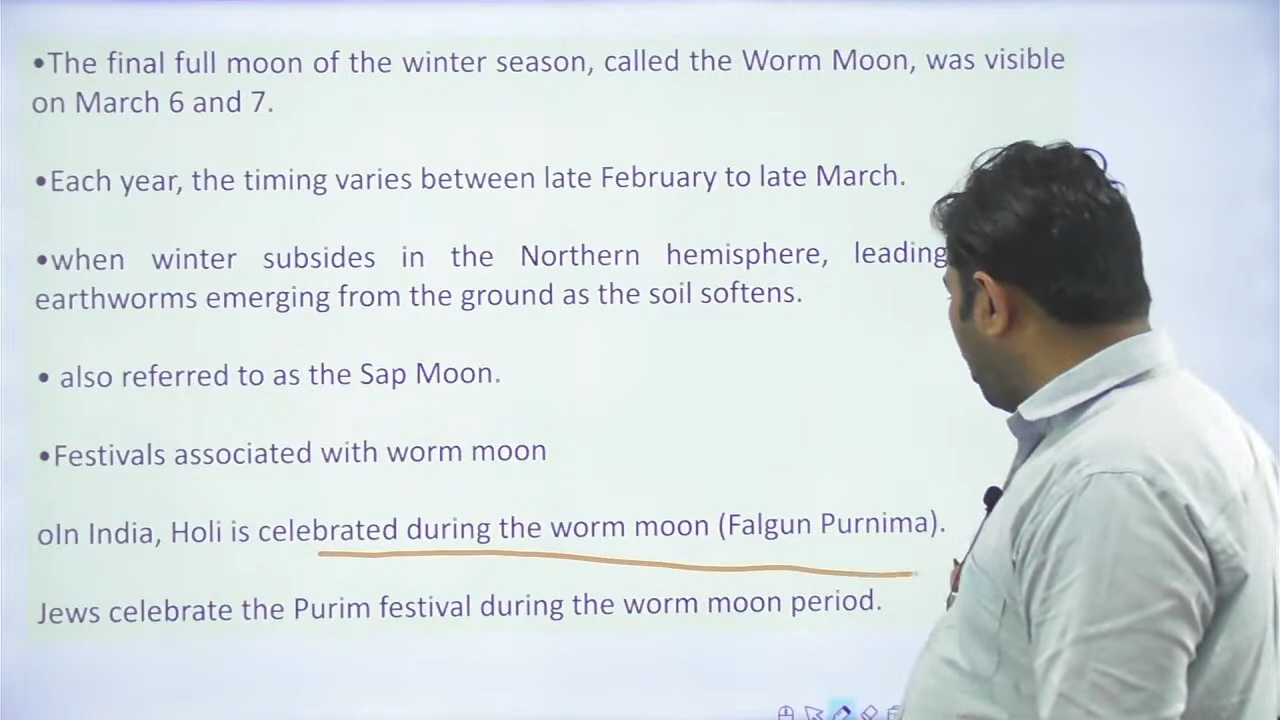 •The final full moon of the winter season, called the Worm Moon, was visible
on March 6 and 7.
•Each year, the timing varies between late February to late March.
•when winter subsides in the Northern hemisphere, leading
earthworms emerging from the ground as the soil softens.
• also referred to as the Sap Moon.
•Festivals associated with worm moon
oIn India, Holi is celebrated during the worm moon (Falgun Purnima).
Jews celebrate the Purim festival during the worm moon period.